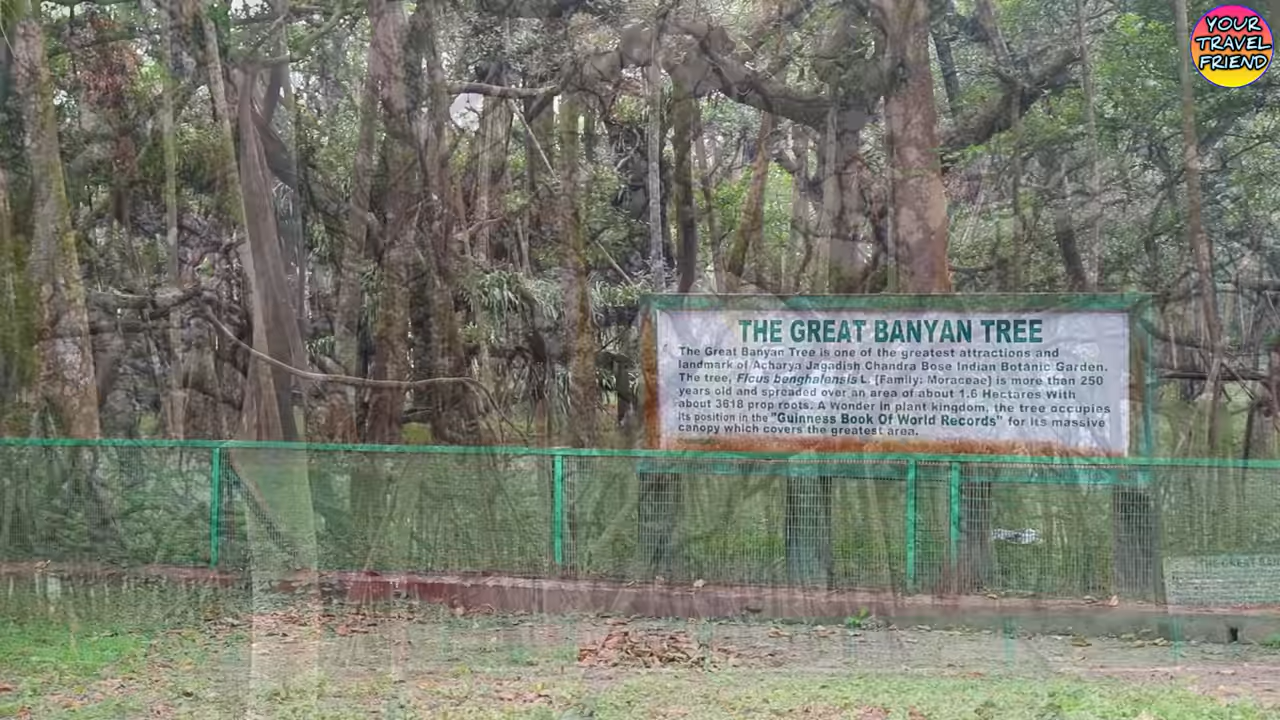 YOUR
TRAVEL
FRIEND
THE GREAT BANYAN TREE
The Great Banyan Tree is one of the greatest attractions and
landmark of Acharya Jagadish Chandra Bose Indian Botanic Garden.
The tree, Ficus benghalensis L. [Family: Moraceae] is more than 250
years old and spreaded over an area of about 1.6 Hectares With
about 3618 prop roots. A Wonder in plant kingdom, the tree occupies
its position in the "Guinness Book Of World Records" for its massive
canopy which covers the greatest area.
THE GREAT BAN